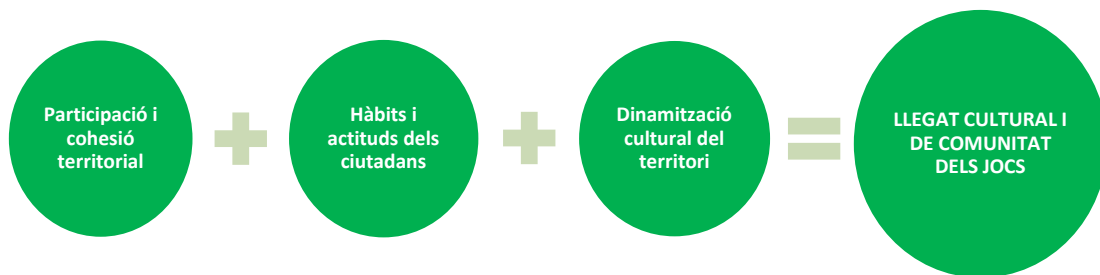 Participació i
cohesió
territorial
Hàbits i
actituds dels
ciutadans
Dinamització
cultural del
territori
LLEGAT CULTURAL I
DE COMUNITAT
DELS JOCS